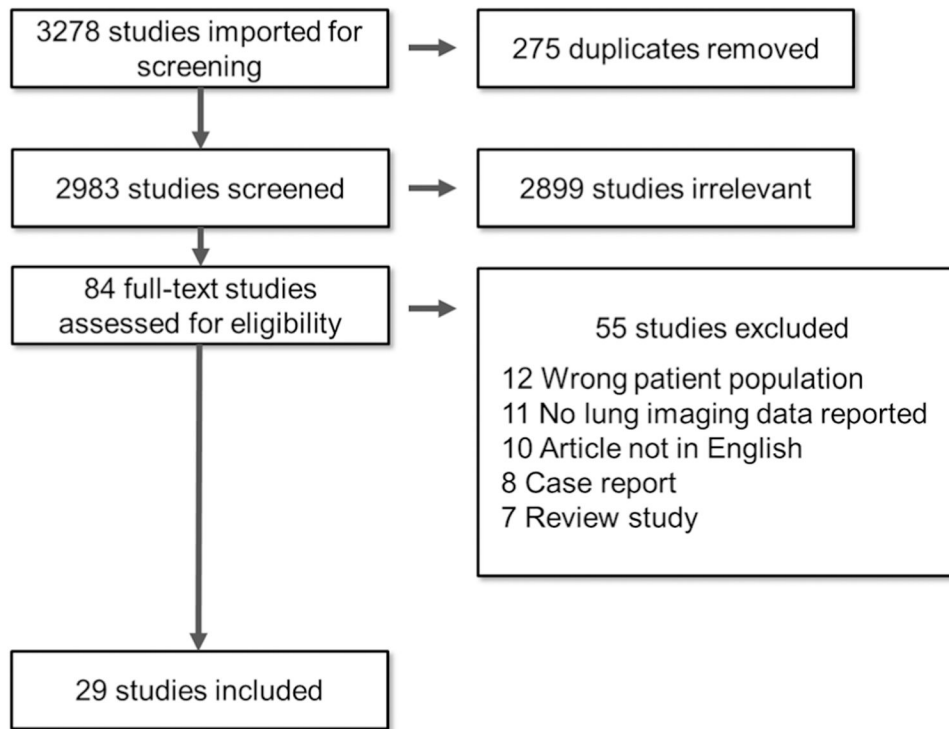 3278 studies imported for
screening
275 duplicates removed
2983 studies screened
2899 studies irrelevant
84 full-text studies
assessed for eligibility
55 studies excluded
12 Wrong patient population
11 No lung imaging data reported
10 Article not in English
8 Case report
7 Review study
29 studies included